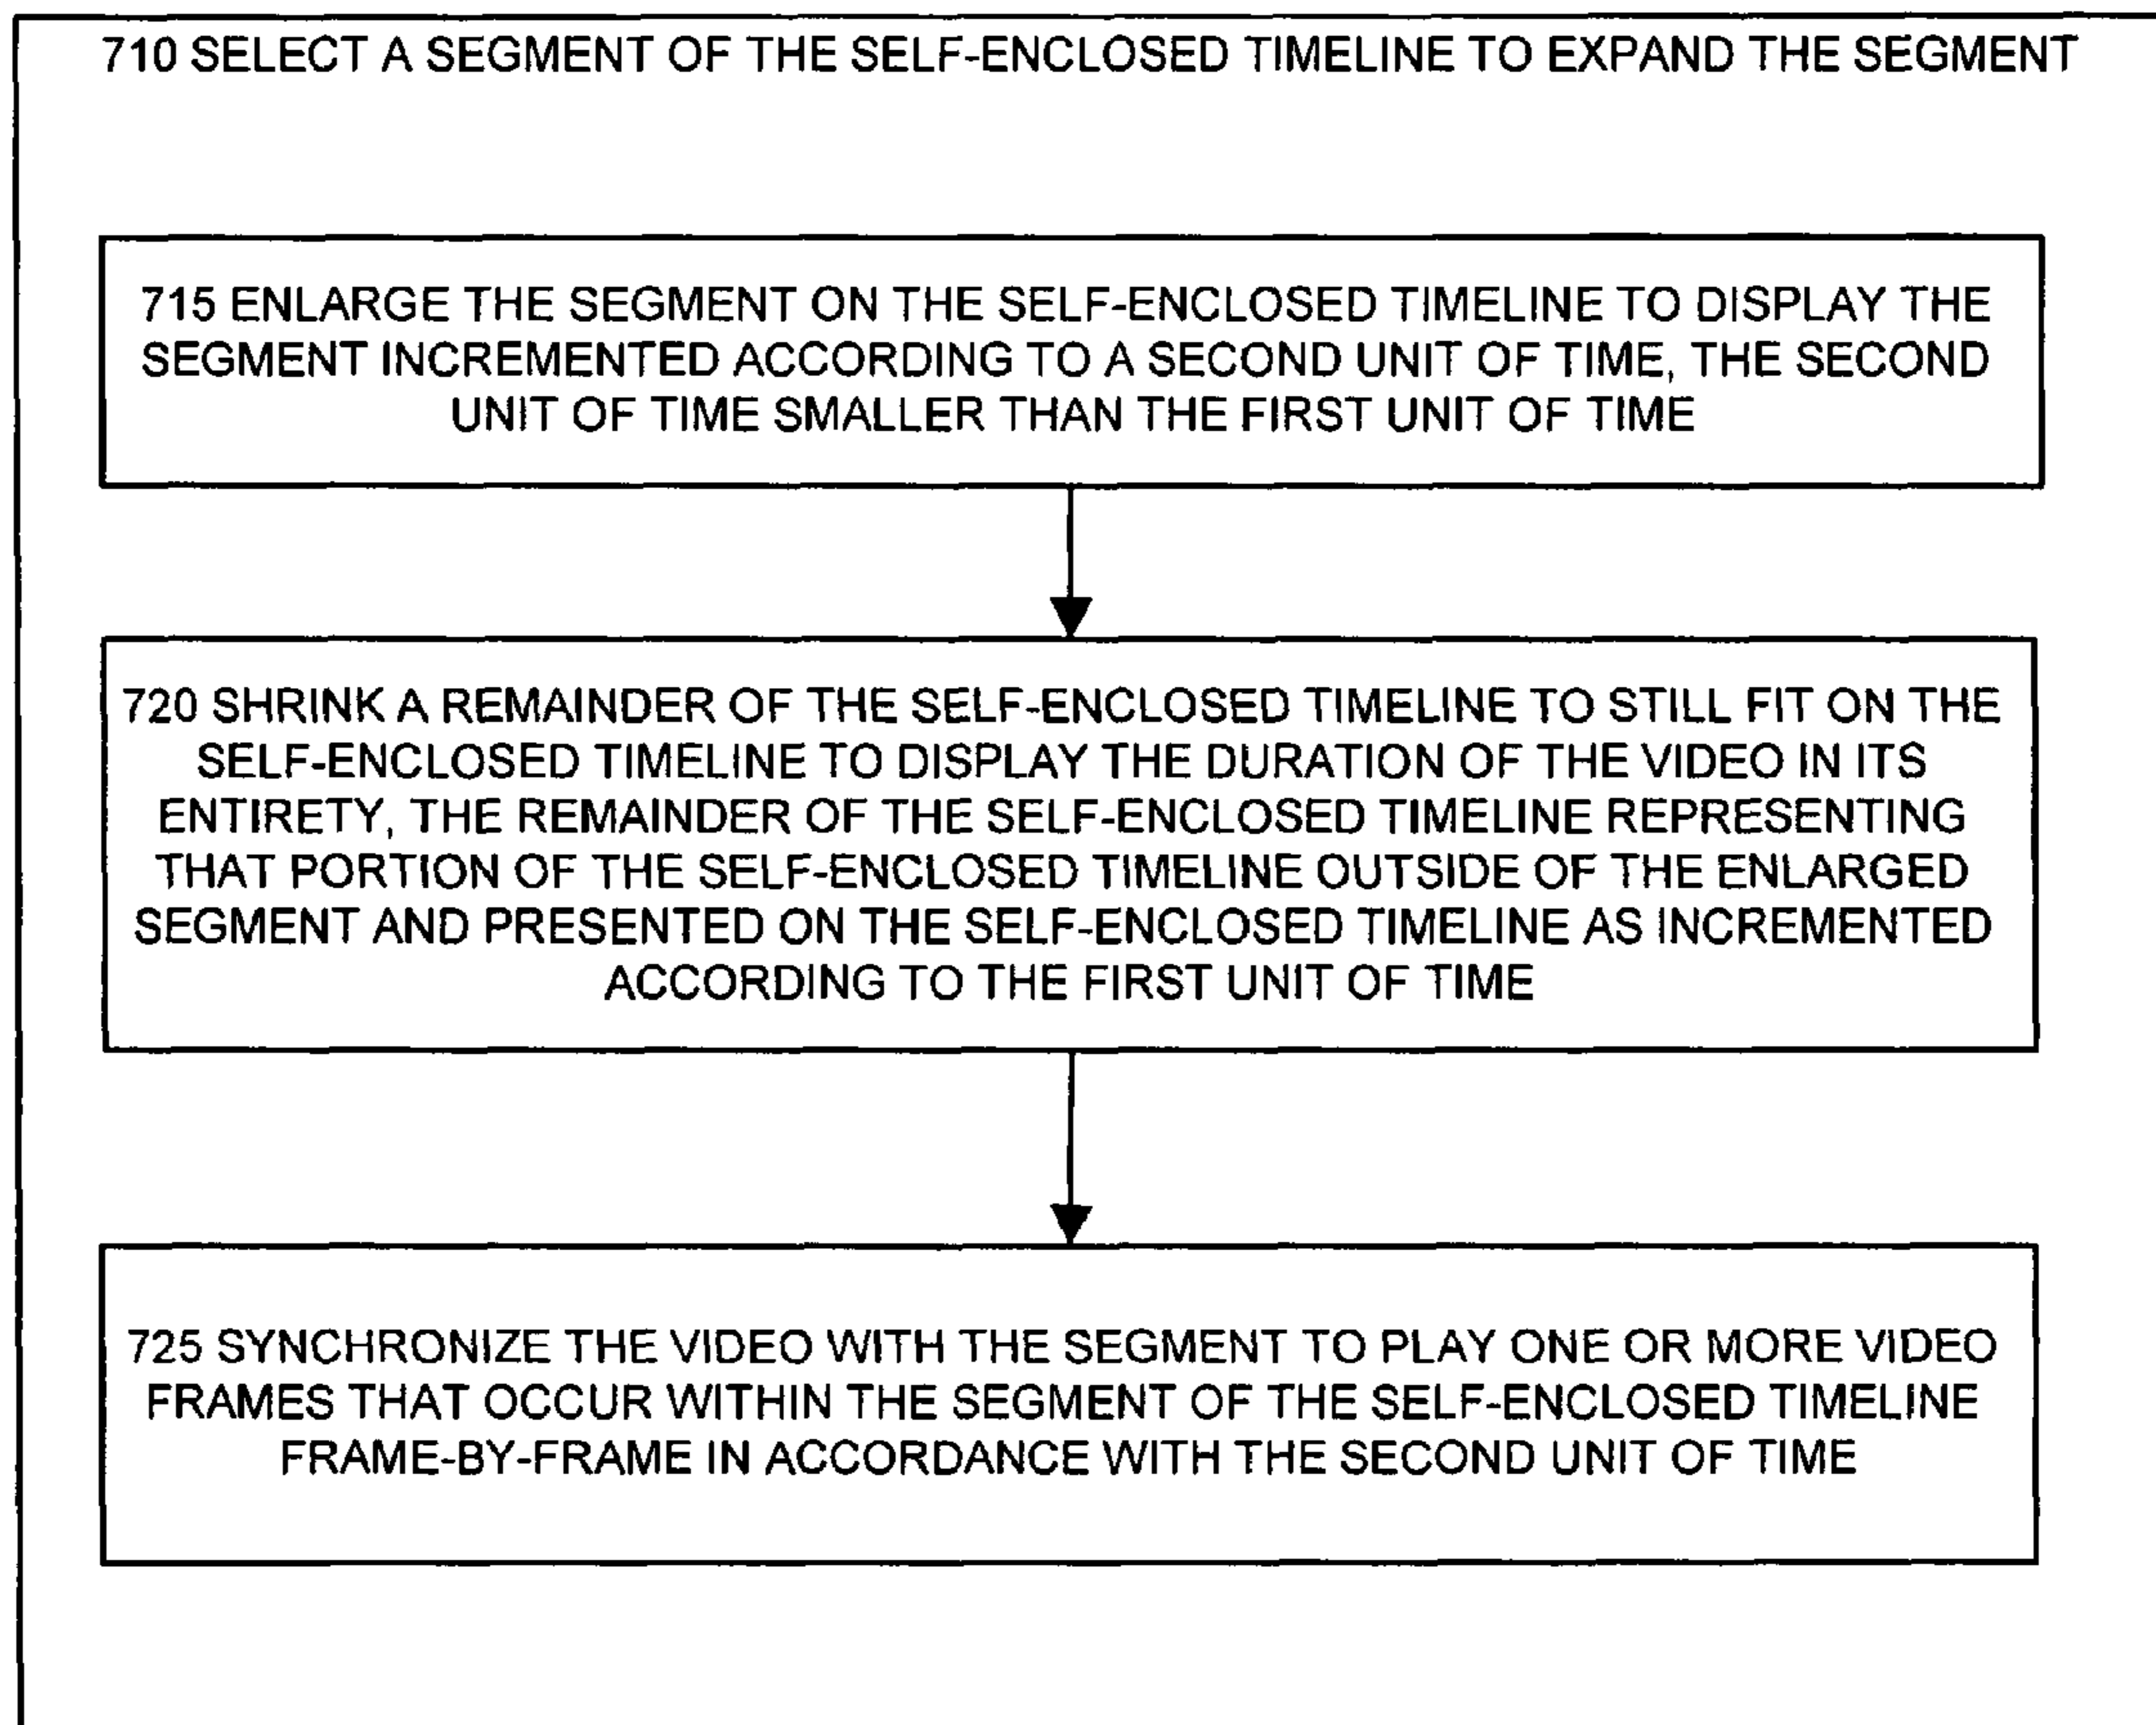 710 SELECT A SEGMENT OF THE SELF-ENCLOSED TIMELINE TO EXPAND THE SEGMENT
715 ENLARGE THE SEGMENT ON THE SELF-ENCLOSED TIMELINE TO DISPLAY THE
SEGMENT INCREMENTED ACCORDING TO A SECOND UNIT OF TIME, THE SECOND
UNIT OF TIME SMALLER THAN THE FIRST UNIT OF TIME
720 SHRINK A REMAINDER OF THE SELF-ENCLOSED TIMELINE TO STILL FIT ON THE
SELF-ENCLOSED TIMELINE TO DISPLAY THE DURATION OF THE VIDEO IN ITS
ENTIRETY, THE REMAINDER OF THE SELF-ENCLOSED TIMELINE REPRESENTING
THAT PORTION OF THE SELF-ENCLOSED TIMELINE OUTSIDE OF THE ENLARGED
SEGMENT AND PRESENTED ON THE SELF-ENCLOSED TIMELINE AS INCREMENTED
ACCORDING TO THE FIRST UNIT OF TIME
725 SYNCHRONIZE THE VIDEO WITH THE SEGMENT TO PLAY ONE OR MORE VIDEO
FRAMES THAT OCCUR WITHIN THE SEGMENT OF THE SELF-ENCLOSED TIMELINE
FRAME-BY-FRAME IN ACCORDANCE WITH THE SECOND UNIT OF TIME